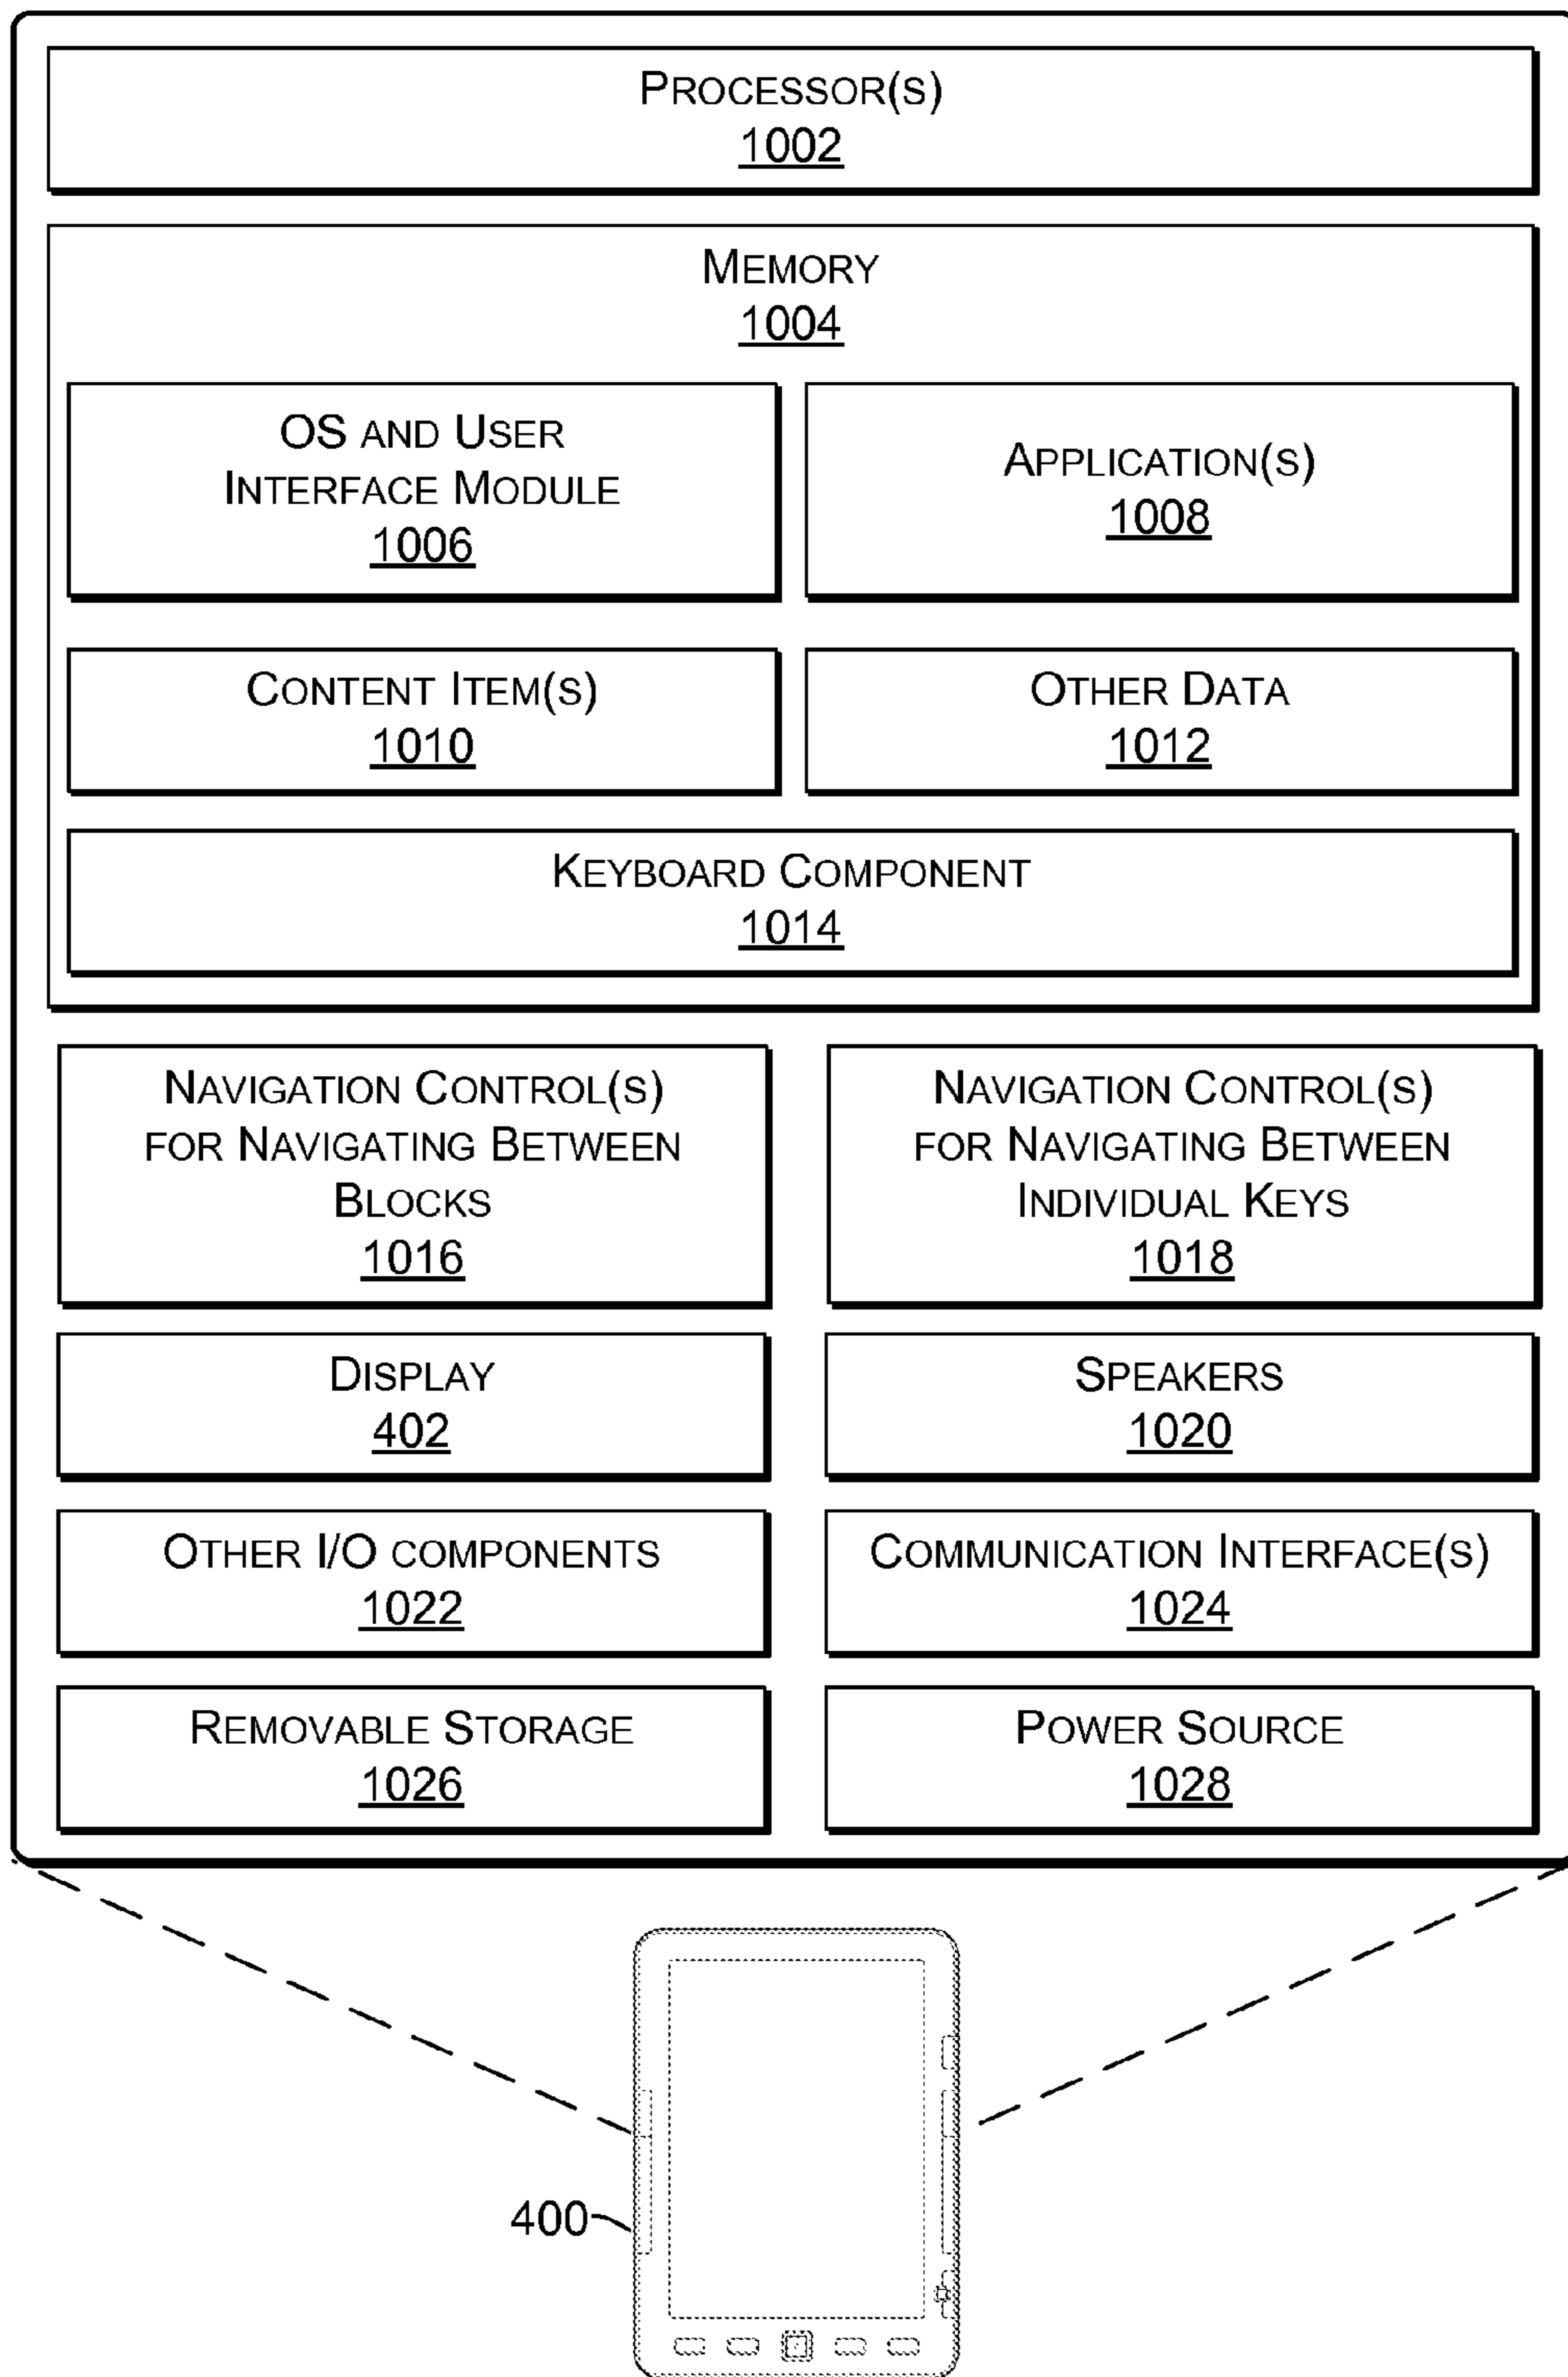 PROCESSOR(S)
1002
MEMORY
1004
OS AND USER
INTERFACE MODULE
1006
APPLICATION(S)
1008
CONTENT ITEM(S)
1010
OTHER DATA
1012
KEYBOARD COMPONENT
1014
NAVIGATION CONTROL(S)
FOR NAVIGATING BETWEEN
BLOCKS
1016
NAVIGATION CONTROL(S)
FOR NAVIGATING BETWEEN
INDIVIDUAL KEYS
1018
DISPLAY
402
SPEAKERS
1020
OTHER I/O COMPONENTS
1022
COMMUNICATION INTERFACE(S)
1024
REMOVABLE STORAGE
1026
POWER SOURCE
1028
400